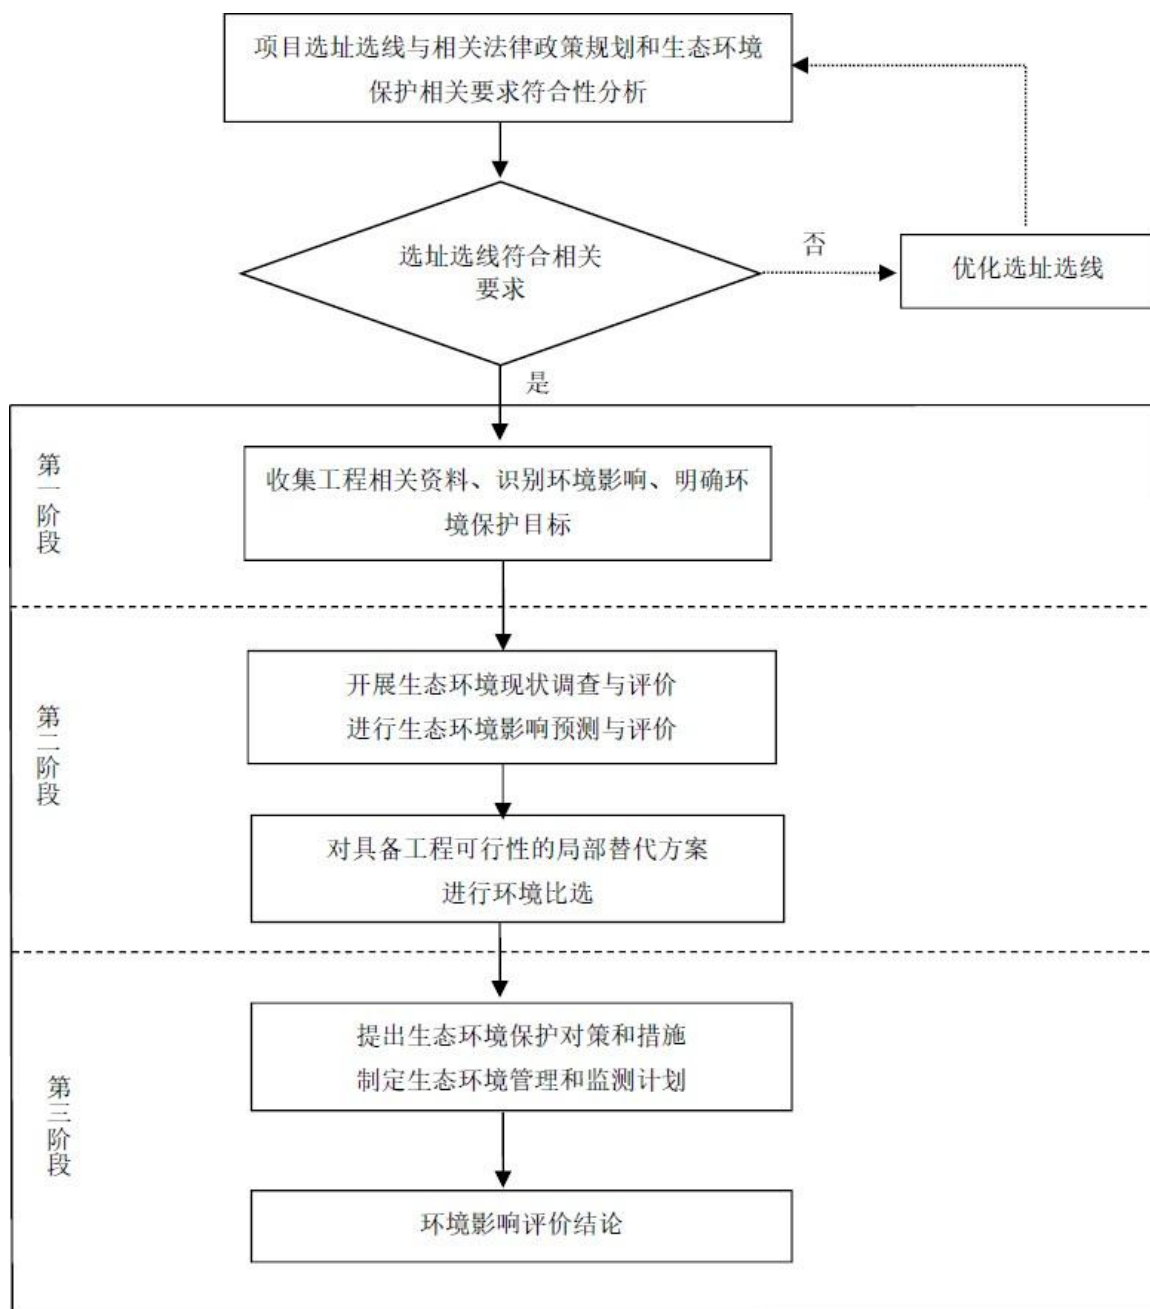 项目选址选线与相关法律政策规划和生态环境
保护相关要求符合性分析
选址选线符合相关
要求
否
优化选址选线
是
第一阶段
收集工程相关资料、识别环境影响、明确环
境保护目标
第二阶段
开展生态环境现状调查与评价
进行生态环境影响预测与评价
对具备工程可行性的局部替代方案
进行环境比选
第三阶段
提出生态环境保护对策和措施
制定生态环境管理和监测计划
环境影响评价结论